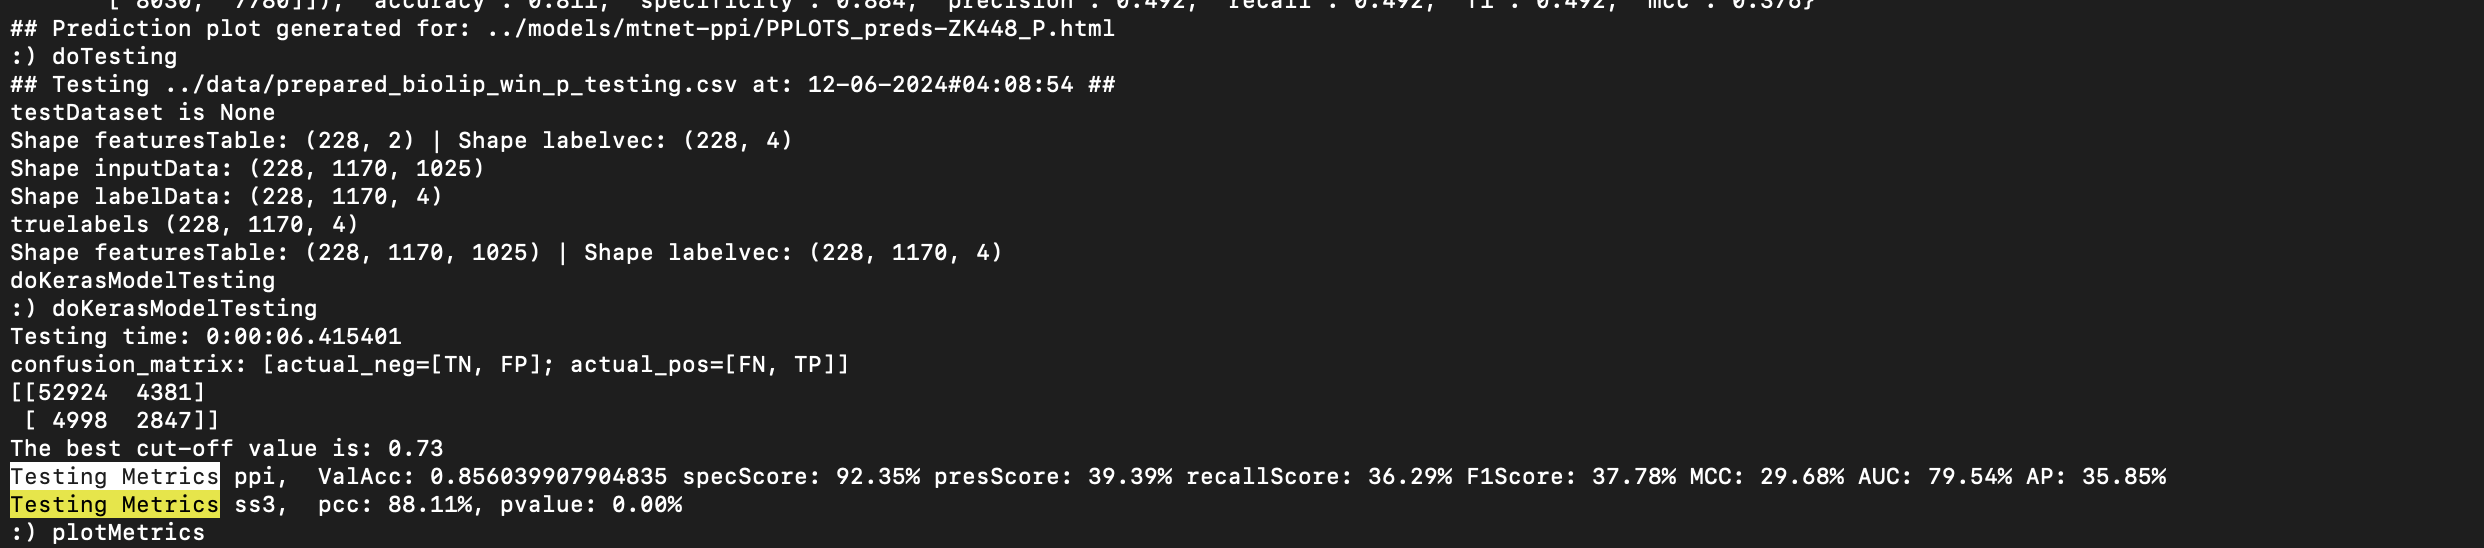 [ 8030, 7780]]), 'accuracy': 0.811, 'specificity': 0.884, 'precision': 0.492, 'recall': 0.492, 'f1': 0.492, 'mcc': 0.376}
## Prediction plot generated for: ../models/mtnet-ppi/PPLOTS_preds-ZK448_P.html
:) doTesting
## Testing ../data/prepared_biolip_win_p_testing.csv at: 12-06-2024#04:08:54 ##
testDataset is None
Shape featuresTable: (228, 2) | Shape labelvec: (228, 4)
Shape inputData: (228, 1170, 1025)
Shape labelData: (228, 1170, 4)
truelabels (228, 1170, 4)
Shape featuresTable: (228, 1170, 1025) | Shape labelvec: (228, 1170, 4)
doKerasModelTesting
:) doKerasModelTesting
Testing time: 0:00:06.415401
confusion_matrix: [actual_neg=[TN, FP]; actual_pos=[FN, TP]]
[[52924  4381]
 [ 4998  2847]]
The best cut-off value is: 0.73
Testing Metrics ppi,  ValAcc: 0.856039907904835 specScore: 92.35% presScore: 39.39% recallScore: 36.29% F1Score: 37.78% MCC: 29.68% AUC: 79.54% AP: 35.85%
Testing Metrics ss3,  pcc: 88.11%, pvalue: 0.00%
:) plotMetrics